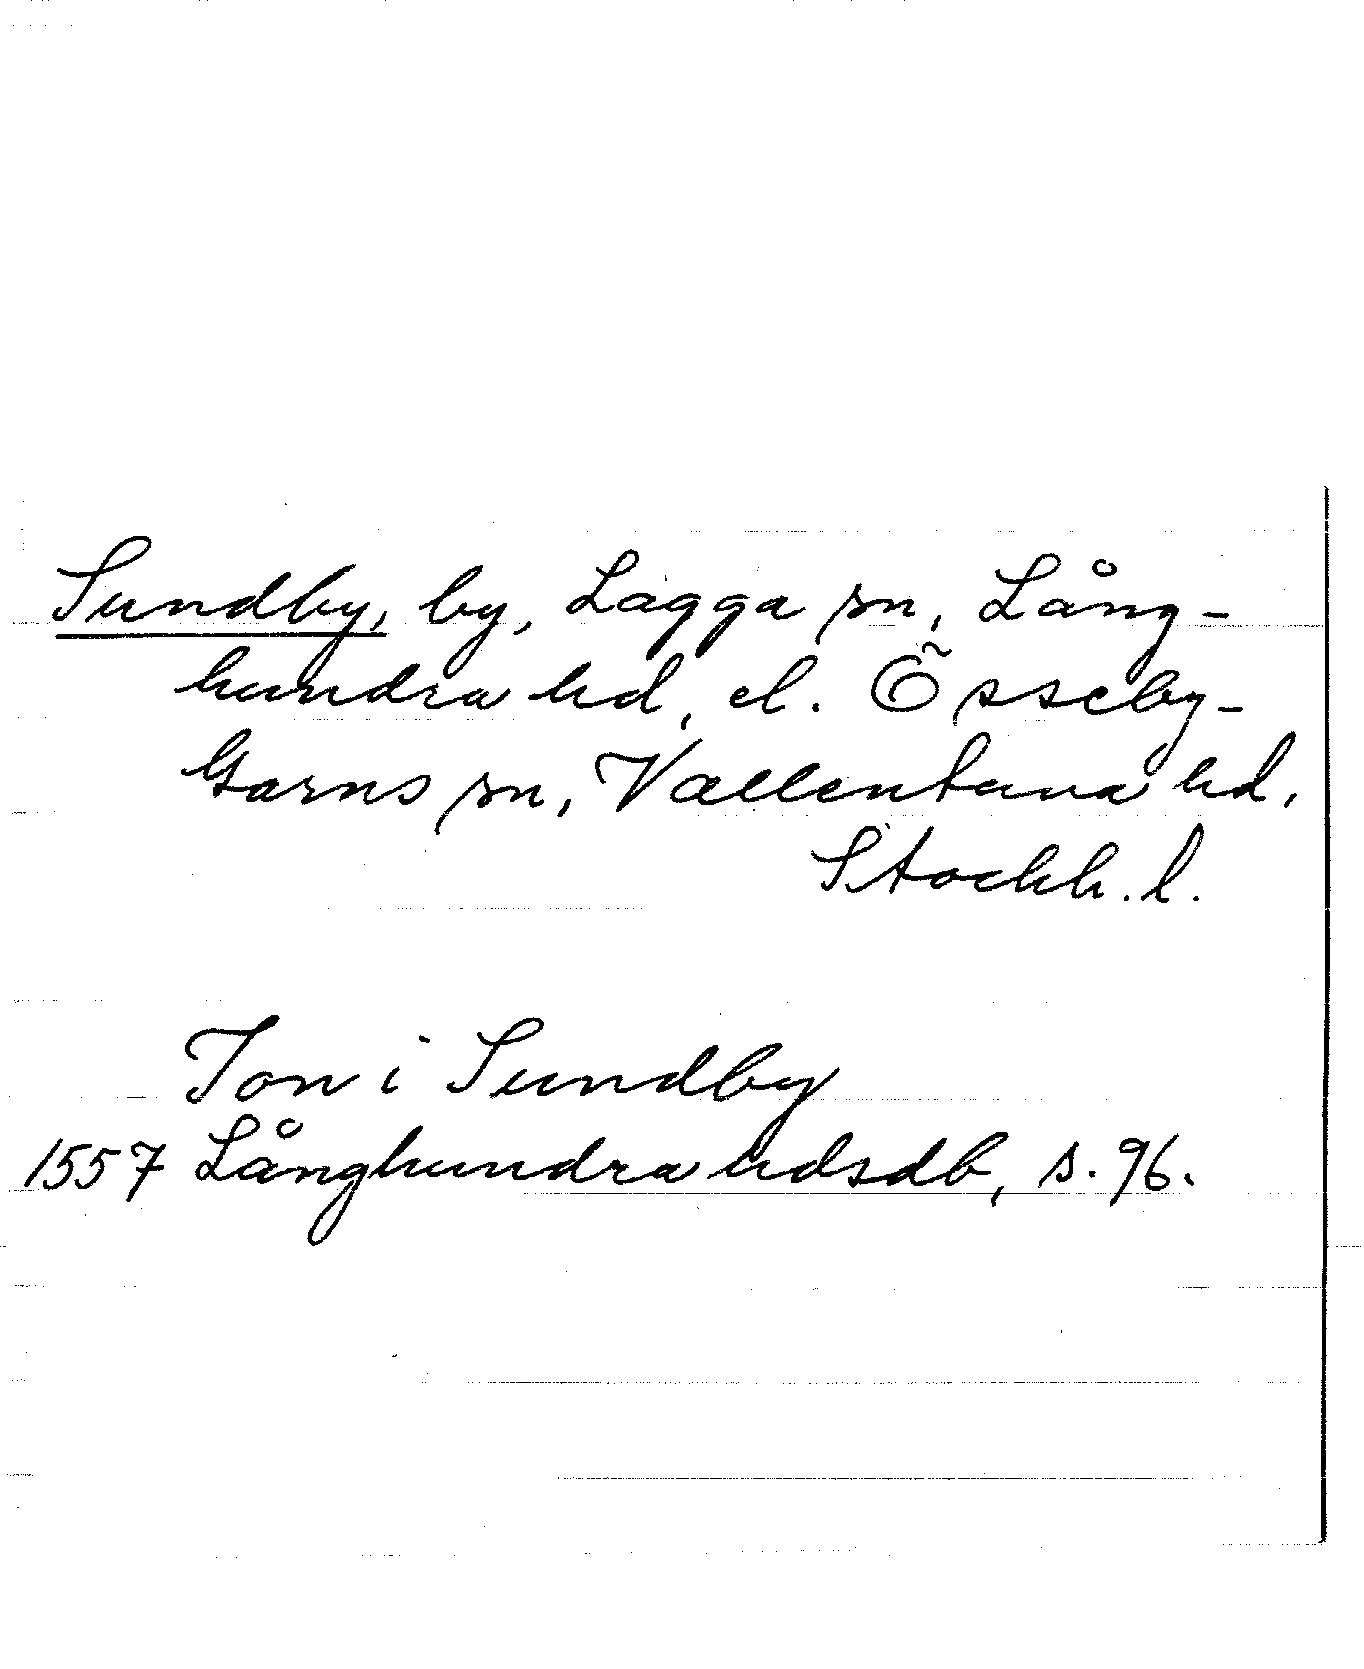 Sundby, by, Lagga sn, Lång-
hundra hd, el. Össeby-
Garns sn, Vallentuna hd,
Stockh. l.
Jon i Sundby
1557 Långhundra hdsdb, s. 96.